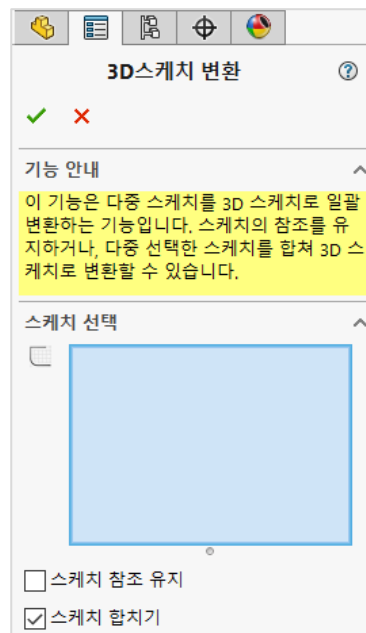 3D스케치 변환
기능 안내
이 기능은 다중 스케치를 3D 스케치로 일괄
변환하는 기능입니다. 스케치의 참조를 유
지하거나, 다중 선택한 스케치를 합쳐 3D 스
케치로 변환할 수 있습니다.
스케치 선택
스케치 참조 유지
스케치 합치기